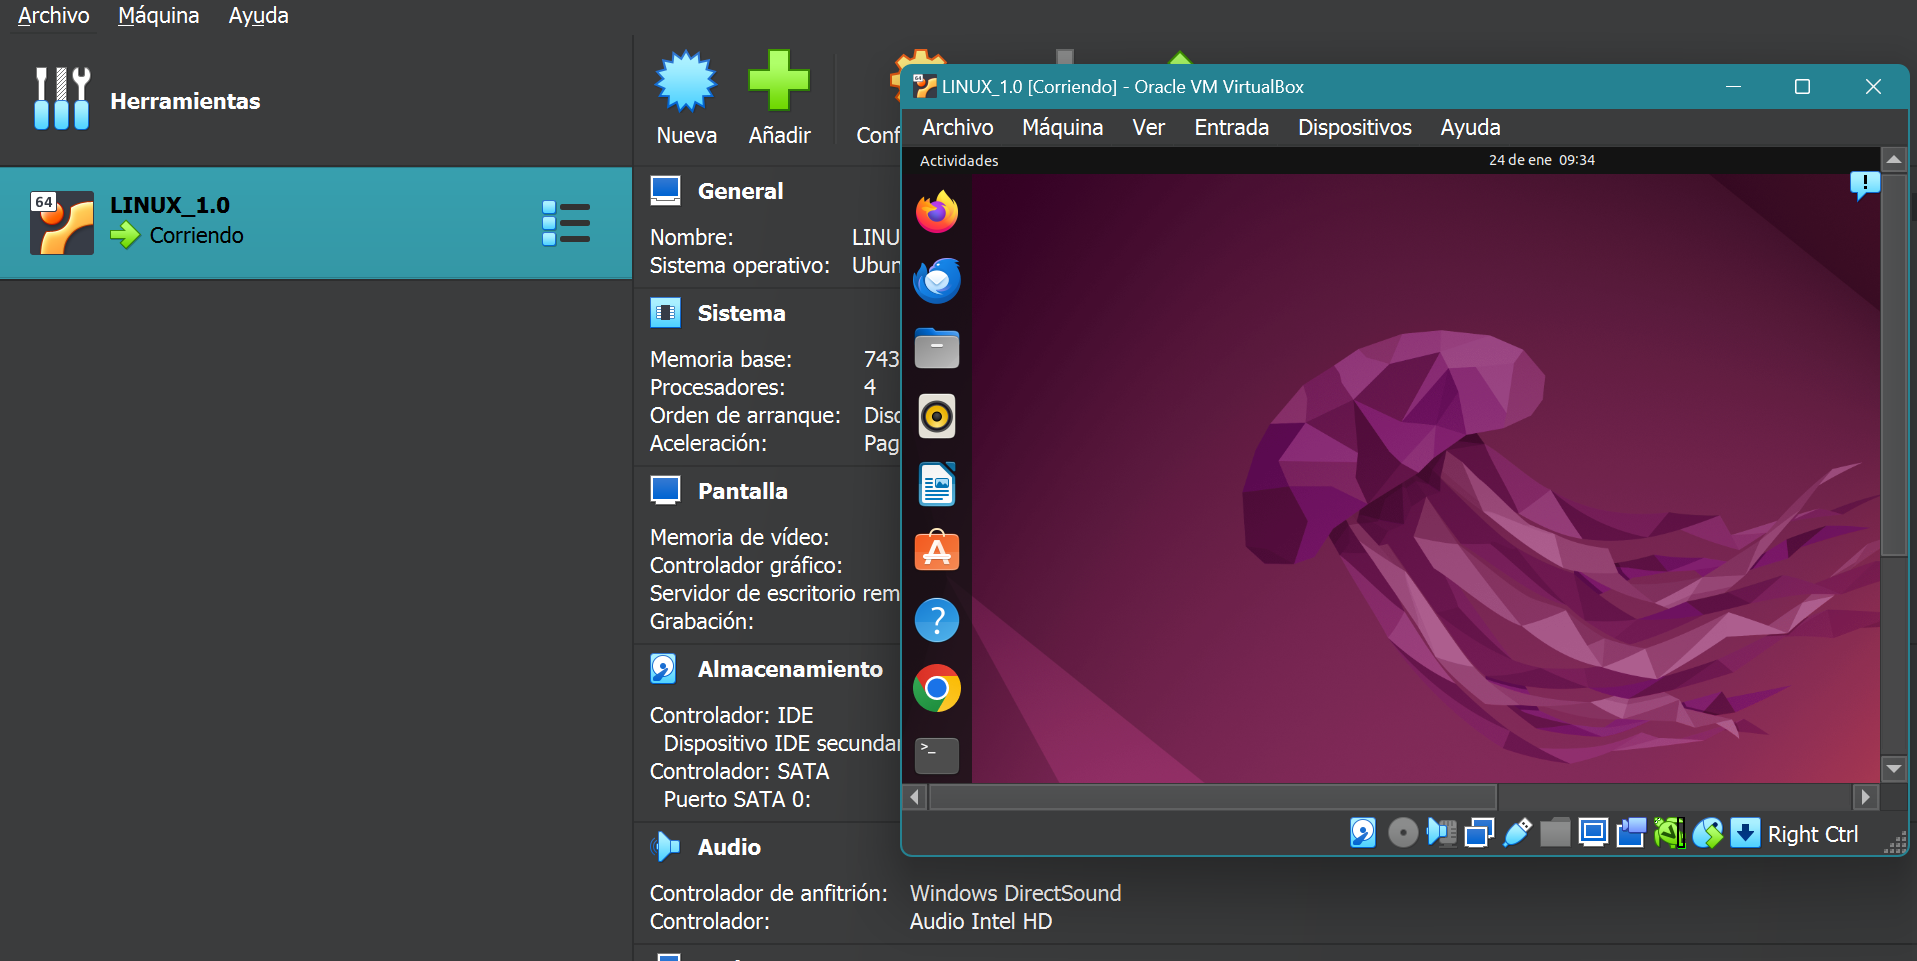 Archivo Máquina Ayuda
Herramientas
Nueva Añadir Conf
64 LINUX_1.0
Corriendo
General
Nombre: LINU
Sistema operativo: Ubun
Sistema
Memoria base: 743
Procesadores: 4
Orden de arranque: Disc
Aceleración: Pag
Pantalla
Memoria de vídeo:
Controlador gráfico:
Servidor de escritorio rem
Grabación:
Almacenamiento
Controlador: IDE
Dispositivo IDE secundar
Controlador: SATA
Puerto SATA 0:
Audio
Controlador de anfitrión: Windows DirectSound
Controlador: Audio Intel HD
64 LINUX_1.0 [Corriendo] - Oracle VM VirtualBox
Archivo Máquina Ver Entrada Dispositivos Ayuda
Actividades 24 de ene 09:34
Right Ctrl